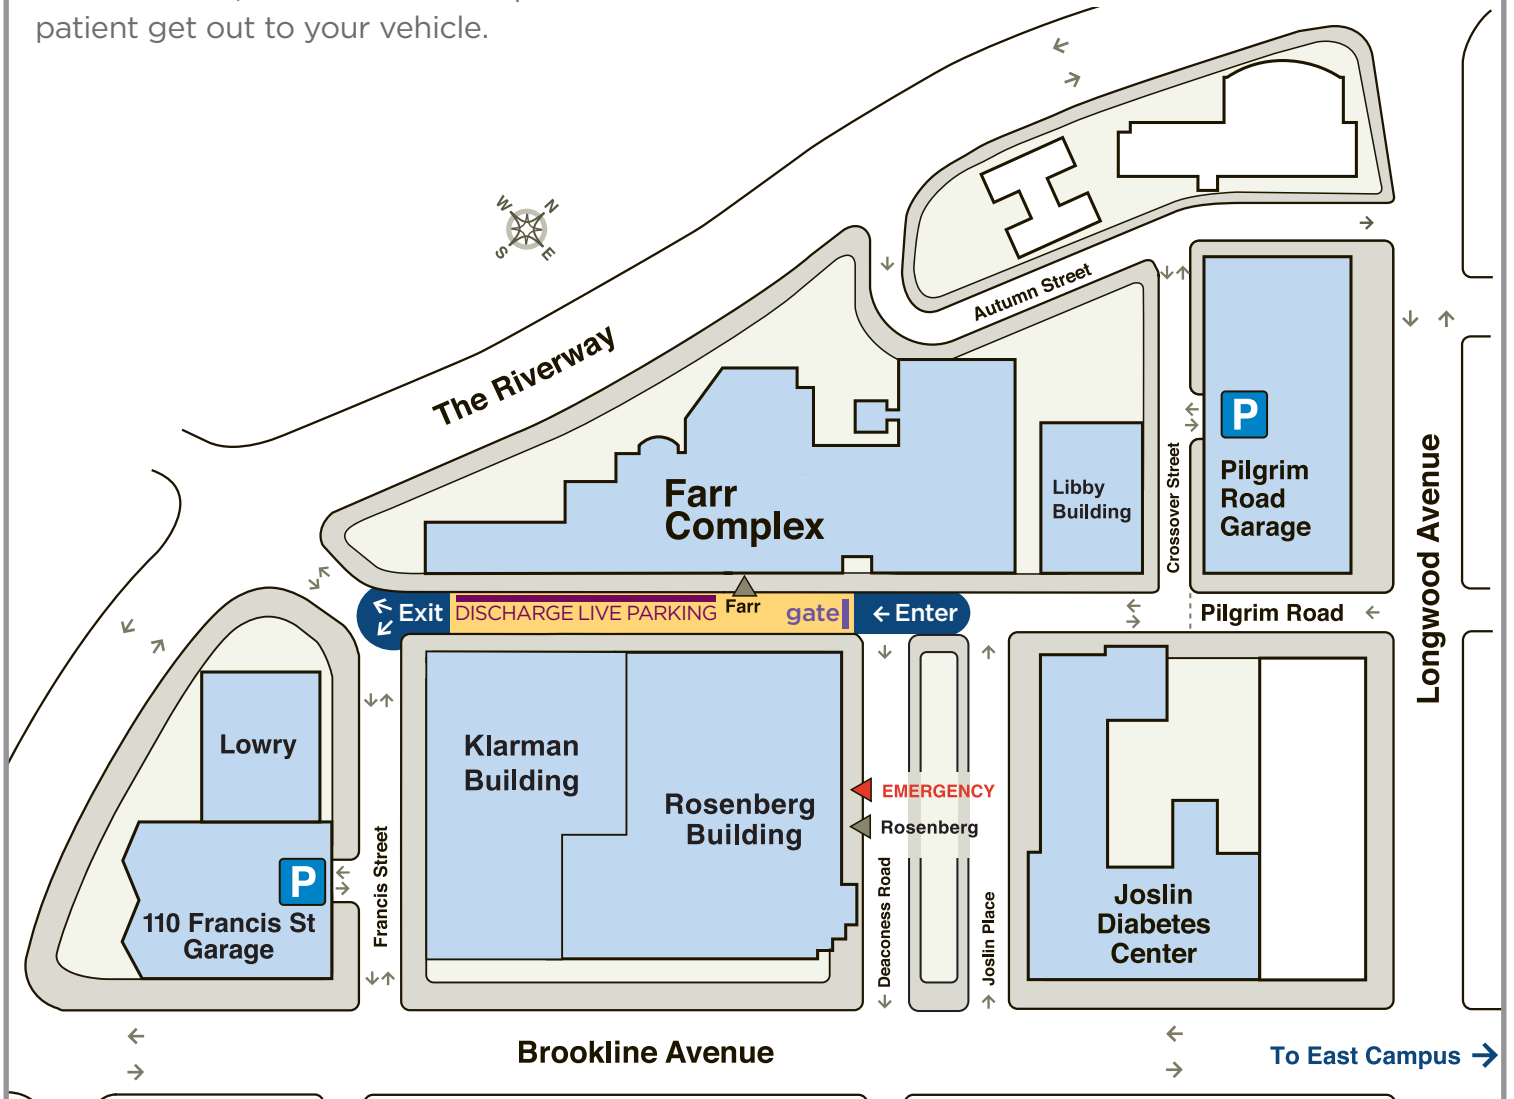 patient get out to your vehicle.
W
N
S
E
The Riverway
Autumn Street
Farr
Complex
Libby
Building
Crossover Street
P
Pilgrim
Road
Garage
Longwood Avenue
Exit
DISCHARGE LIVE PARKING
Farr
gate
Enter
Pilgrim Road
Lowry
Klarman
Building
Rosenberg
Building
EMERGENCY
Rosenberg
P
110 Francis St
Garage
Francis Street
Deaconess Road
Joslin Place
Joslin
Diabetes
Center
Brookline Avenue
To East Campus